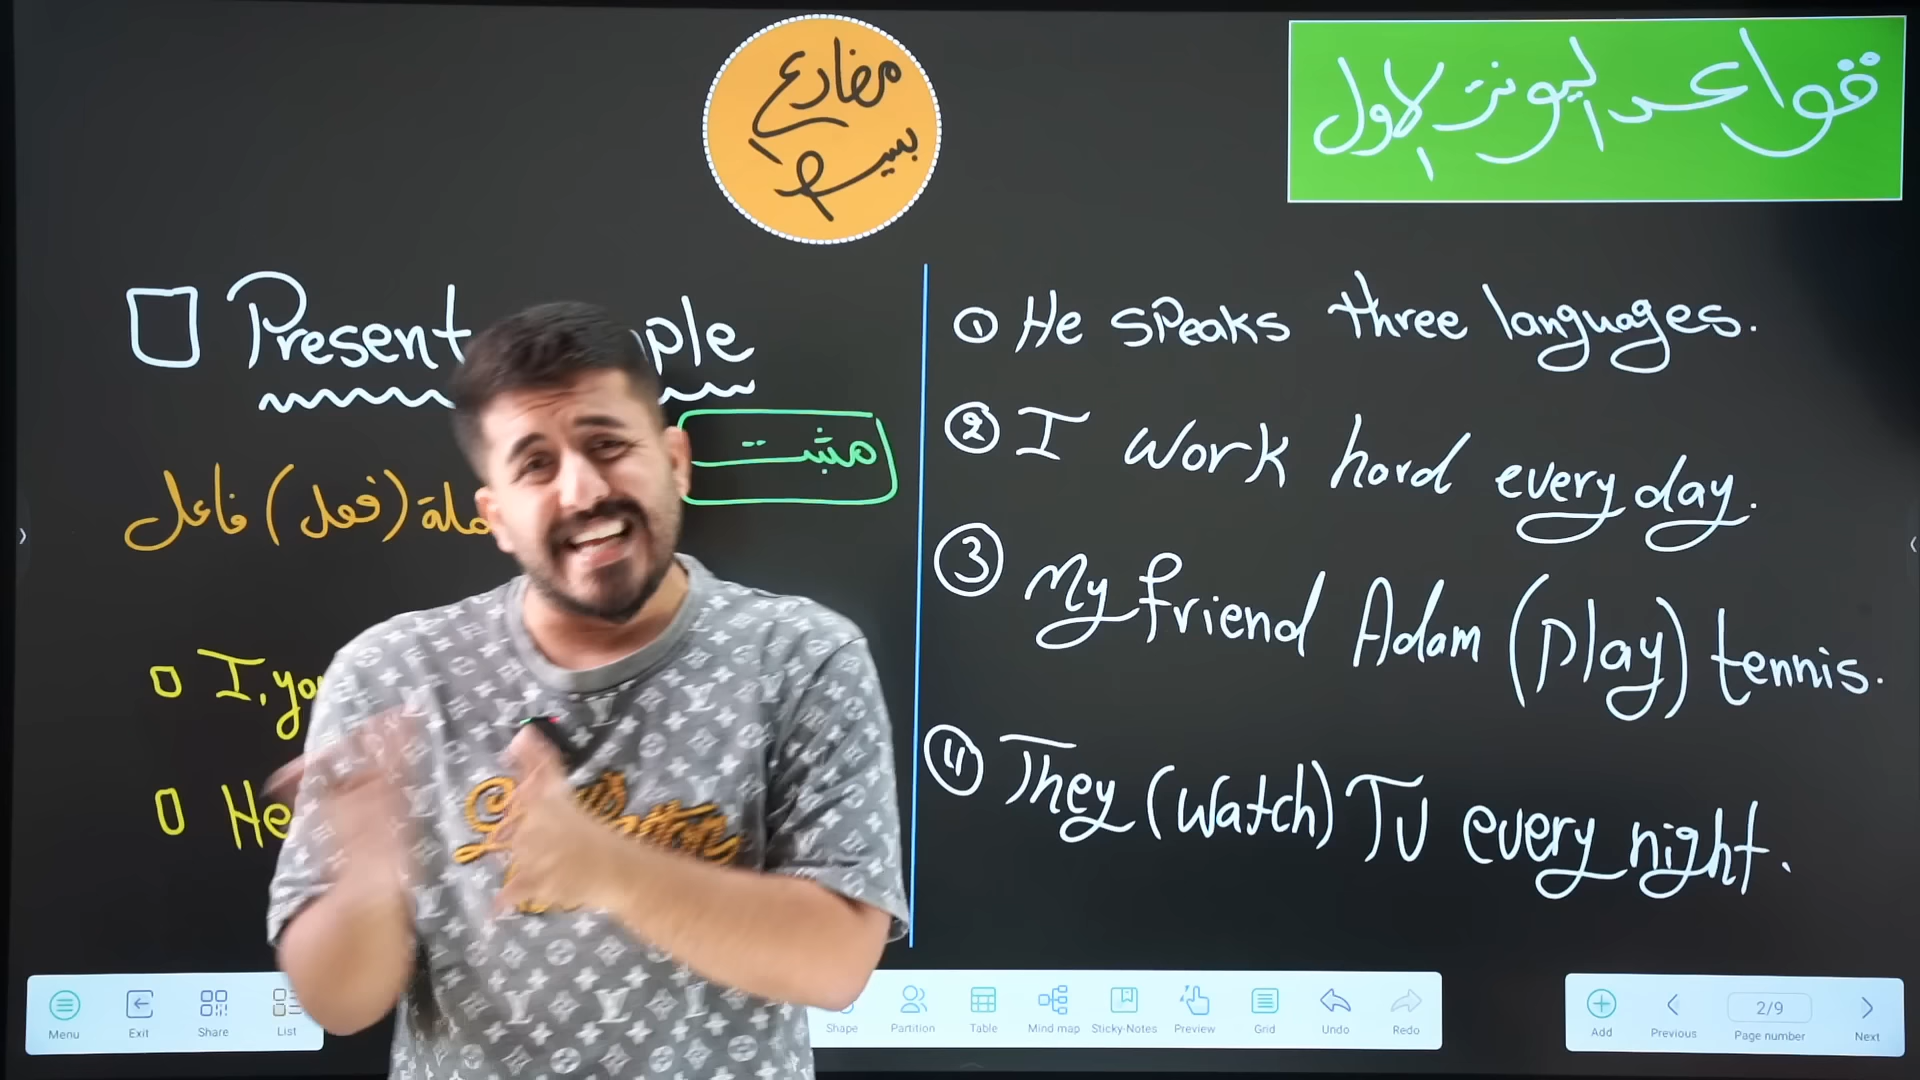 مضارع
بسيط
قواعد اليونت الاول
Present
ple
مثبت
فاعل (فعل)
I, yo
He
① He speaks three languages.
② I work hard every day.
③ My friend Adam (play) tennis.
④ They (watch) TV every night.
Menu
Exit
Share
List
Shape
Partition
Table
Mind map
Sticky-Notes
Preview
Grid
Undo
Redo
Add
Previous
2/9
Page number
Next